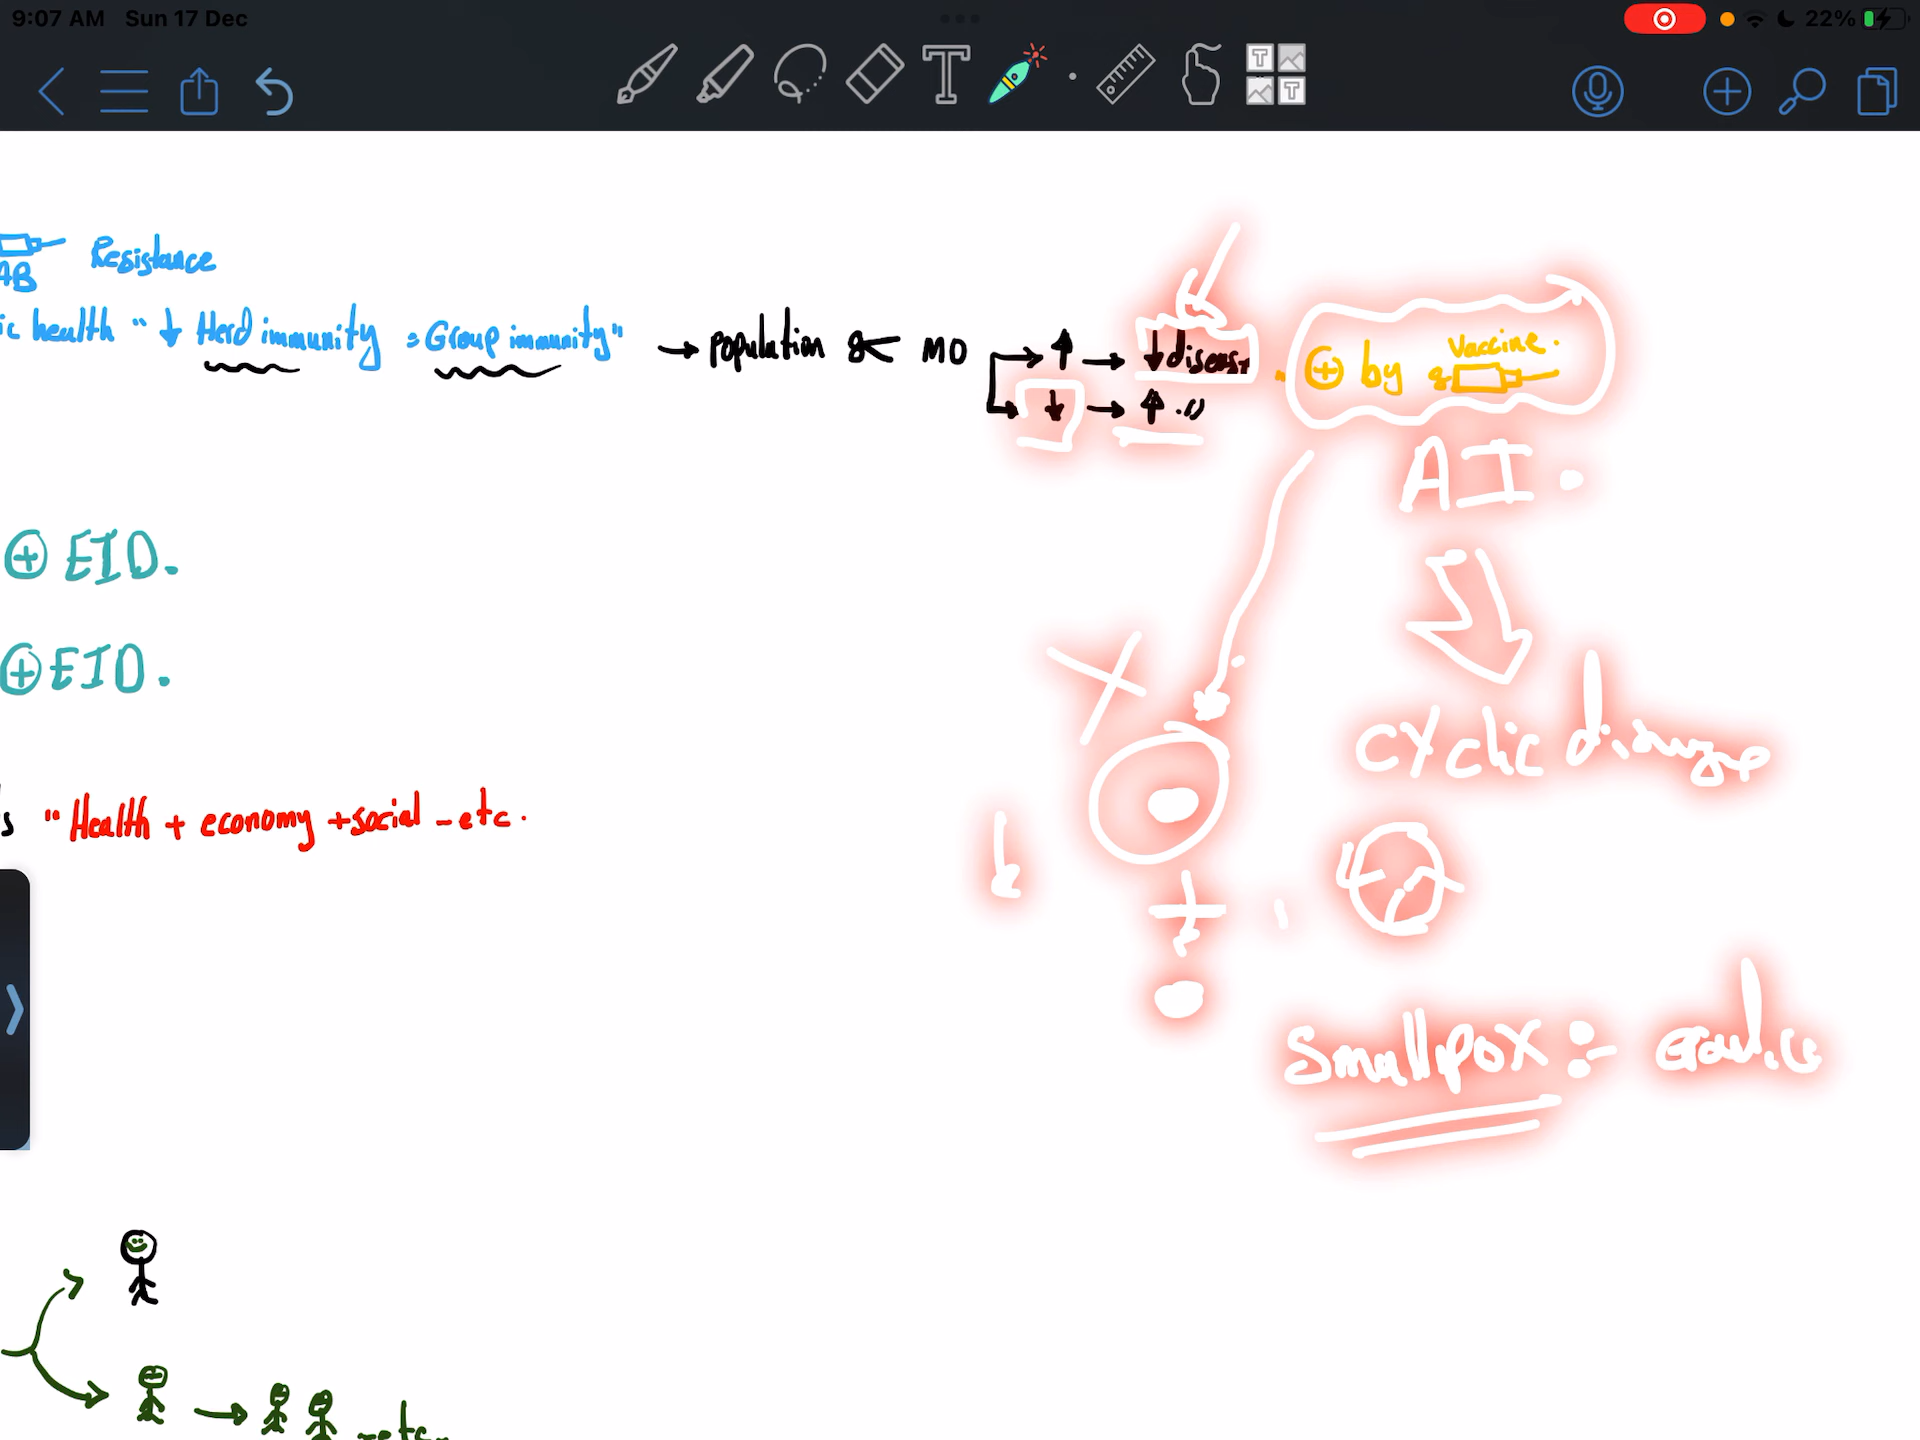 9:07 AM Sun 17 Dec
22%
AB Resistance
ic health " ↓ Herd immunity = Group immunity" → population MO → ↑ → ↓ disease
⊕ by vaccine.
↓ → ↑ .
AI.
⊕ EID.
⊕ EID.
cyclic
s "Health + economy + social - etc.
smallpox :-
etc